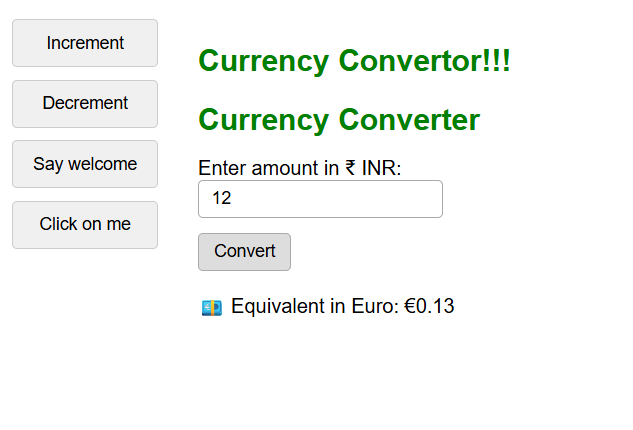 Increment
Decrement
Say welcome
Click on me
Currency Convertor!!!
Currency Converter
Enter amount in ₹ INR:
12
Convert
💶 Equivalent in Euro: €0.13